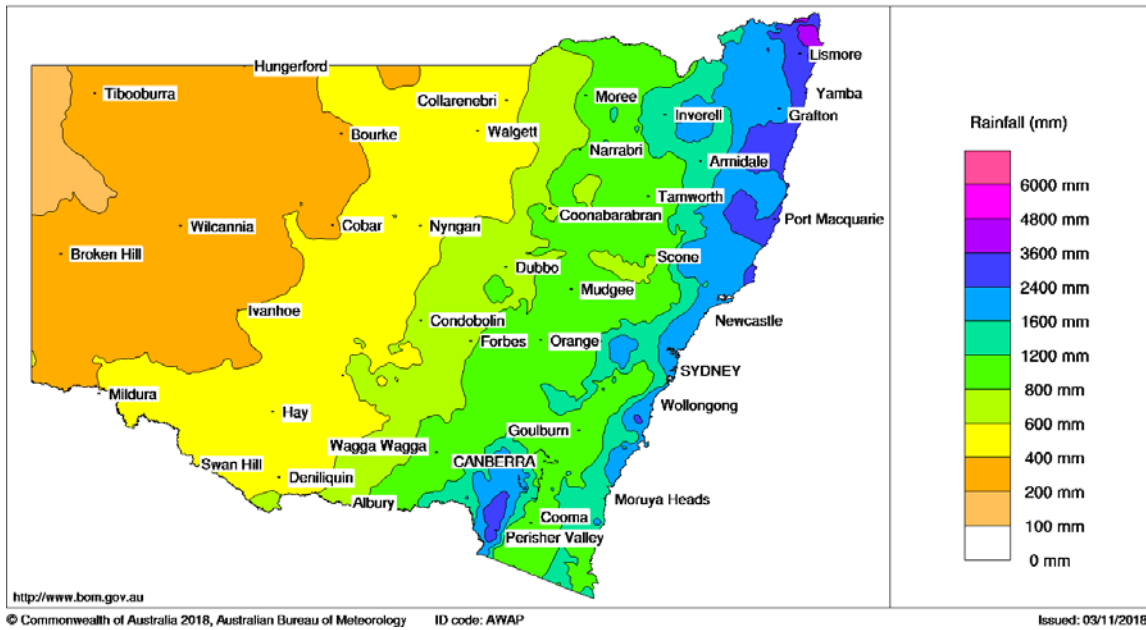 Hungerford
Tibooburra
Collarenebri
Moree
Lismore
Yamba
Inverell
Grafton
Bourke
Walgett
Narrabri
Armidale
Tamworth
Coonabarabran
Port Macquarie
Wilcannia
Cobar
Nyngan
Broken Hill
Scone
Dubbo
Mudgee
Ivanhoe
Condobolin
Newcastle
Forbes
Orange
SYDNEY
Mildura
Wollongong
Hay
Goulburn
Wagga Wagga
CANBERRA
Swan Hill
Deniliquin
Albury
Moruya Heads
Cooma
Perisher Valley
Rainfall (mm)
6000 mm
4800 mm
3600 mm
2400 mm
1600 mm
1200 mm
800 mm
600 mm
400 mm
200 mm
100 mm
0 mm
http://www.bom.gov.au
© Commonwealth of Australia 2018, Australian Bureau of Meteorology ID code: AWAP Issued: 03/11/2018